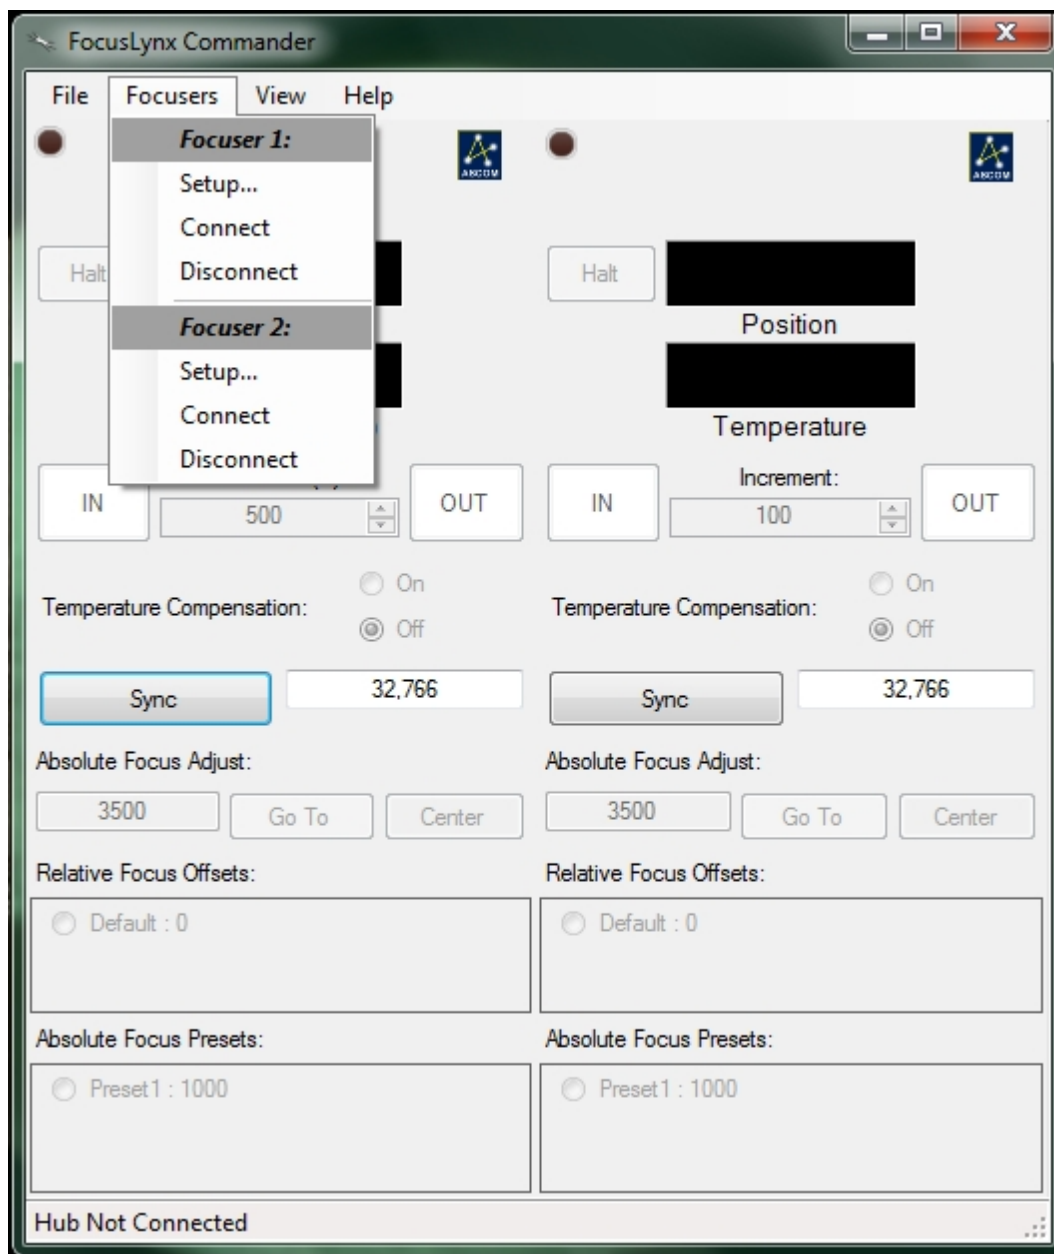 FocusLynx Commander
File Focusers View Help
Focuser 1:
Setup...
Connect
Disconnect
Focuser 2:
Setup...
Connect
Disconnect
ASCOM
ASCOM
Halt
Halt
Position
Temperature
IN
500
OUT
IN
Increment:
100
OUT
Temperature Compensation:
On
Off
Temperature Compensation:
On
Off
Sync 32,766
Sync 32,766
Absolute Focus Adjust:
3500 Go To Center
Absolute Focus Adjust:
3500 Go To Center
Relative Focus Offsets:
Default : 0
Relative Focus Offsets:
Default : 0
Absolute Focus Presets:
Preset1 : 1000
Absolute Focus Presets:
Preset1 : 1000
Hub Not Connected